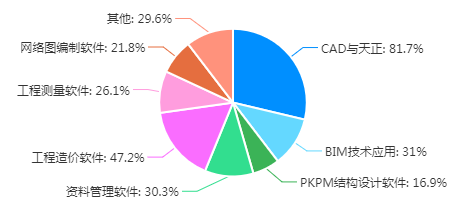 其他: 29.6%
CAD与天正: 81.7%
网络图编制软件: 21.8%
工程测量软件: 26.1%
工程造价软件: 47.2%
BIM技术应用: 31%
资料管理软件: 30.3%
PKPM结构设计软件: 16.9%